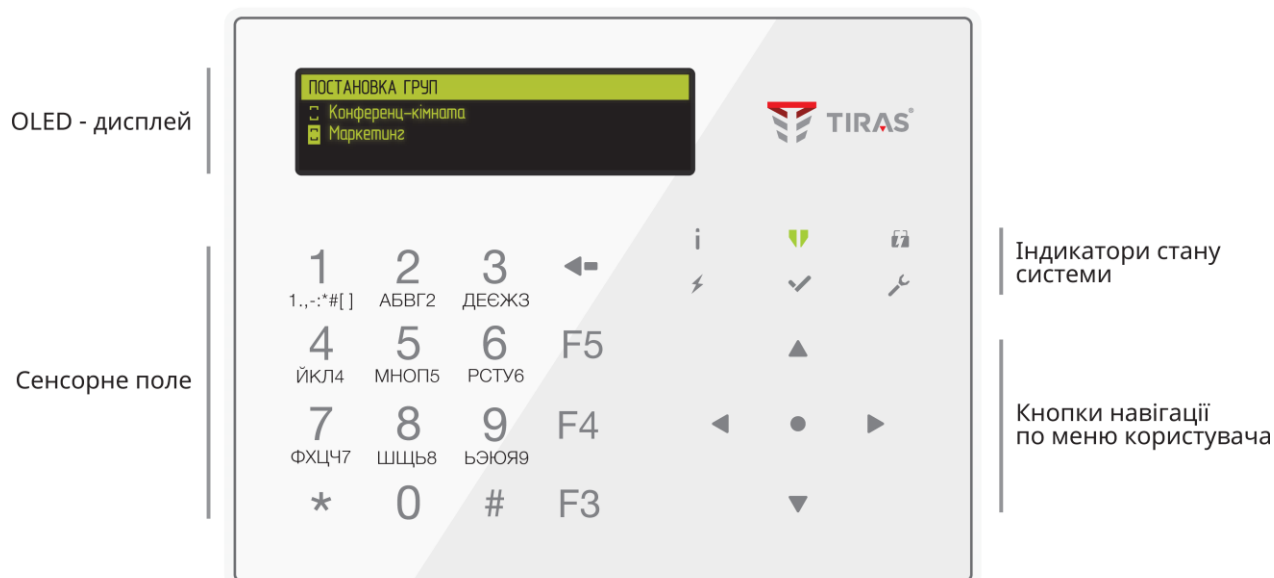 OLED - дисплей
ПОСТАНОВКА ГРУП
Конференц-кімната
Маркетинг
TIRAS®
Сенсорне поле
1 2 3
1.,-:*#[ ] АБВГ2 ДЕЄЖЗ
4 5 6 F5
ЙКЛ4 МНОП5 РСТУ6
7 8 9 F4
ФХЦЧ7 ШЩЬ8 ЬЭЮЯ9
* 0 # F3
i
Індикатори стану
системи
Кнопки навігації
по меню користувача